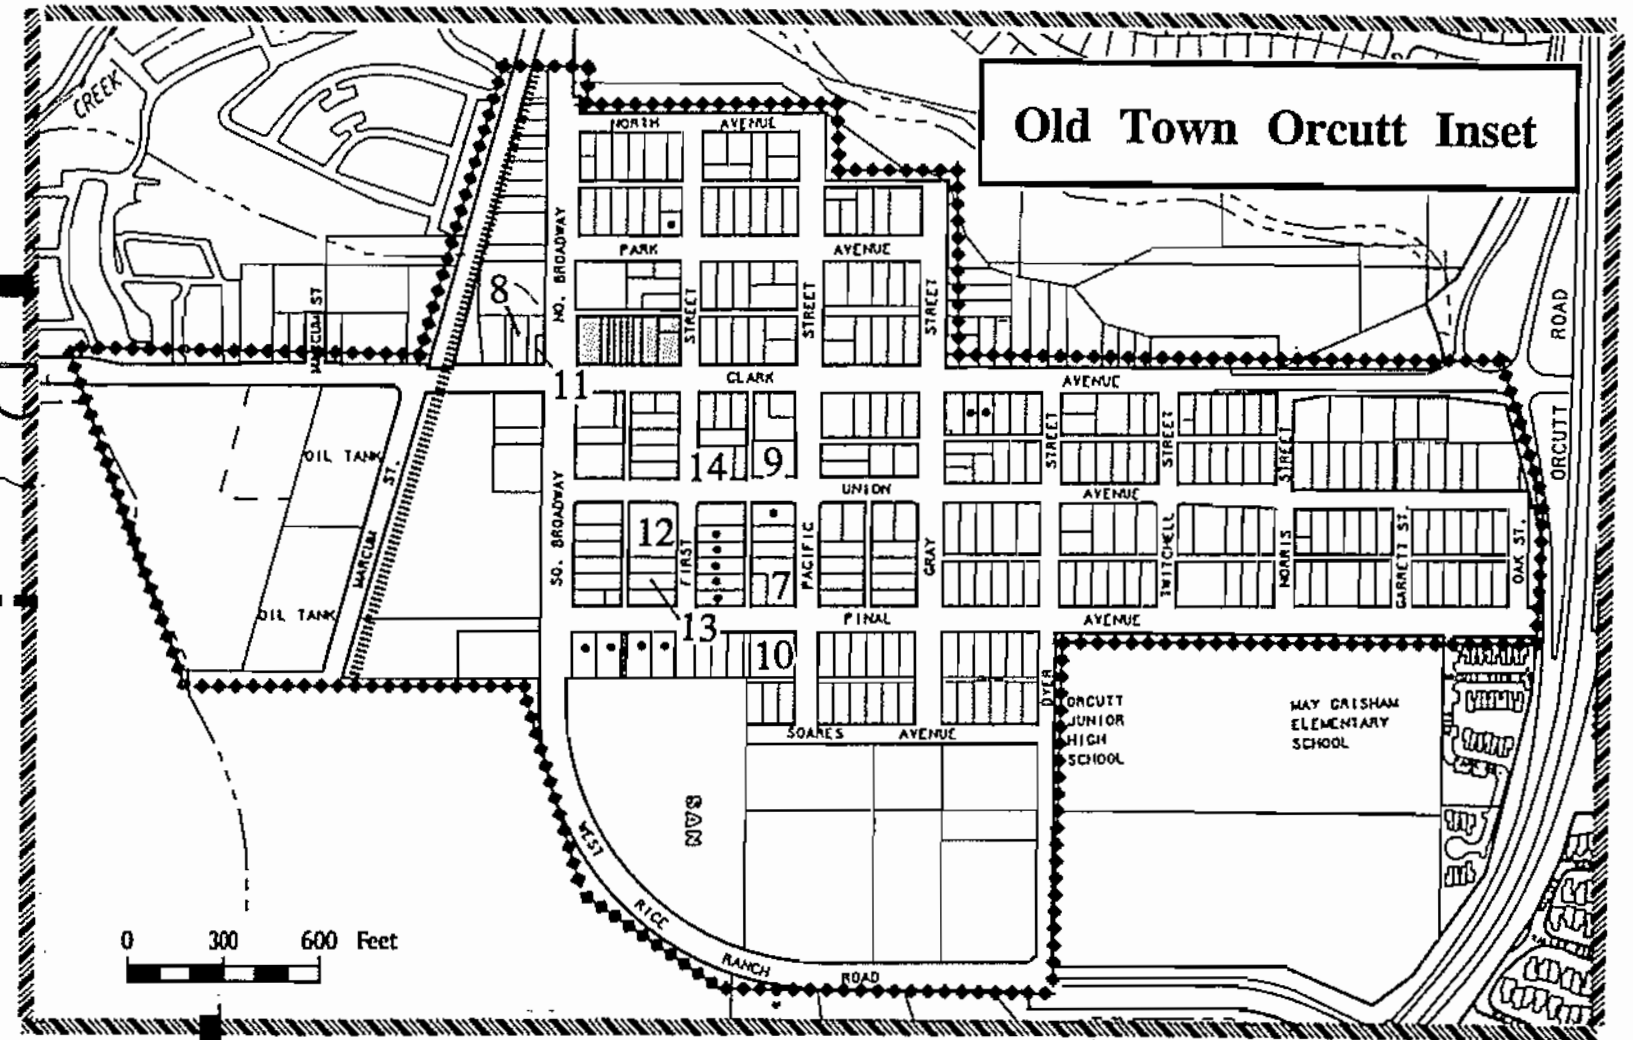 CREEK
Old Town Orcutt Inset
NORTH AVENUE
NO. BROADWAY
PARK AVENUE
MARCUM ST
8
STREET
STREET
STREET
ROAD
11
CLARK AVENUE
ORCUTT
OIL TANK
MARCUM ST.
14
9
STREET
STREET
STREET
UNION AVENUE
SO. BROADWAY
12
FIRST
PACIFIC
GRAY
TWITCHELL
NORRIS
GARRETT ST.
OAK ST.
7
OIL TANK
13
PINAL AVENUE
10
DYER
ORCUTT
JUNIOR
HIGH
SCHOOL
MAY GRISHAM
ELEMENTARY
SCHOOL
SOARES AVENUE
WEST RICE RANCH ROAD
0 300 600 Feet